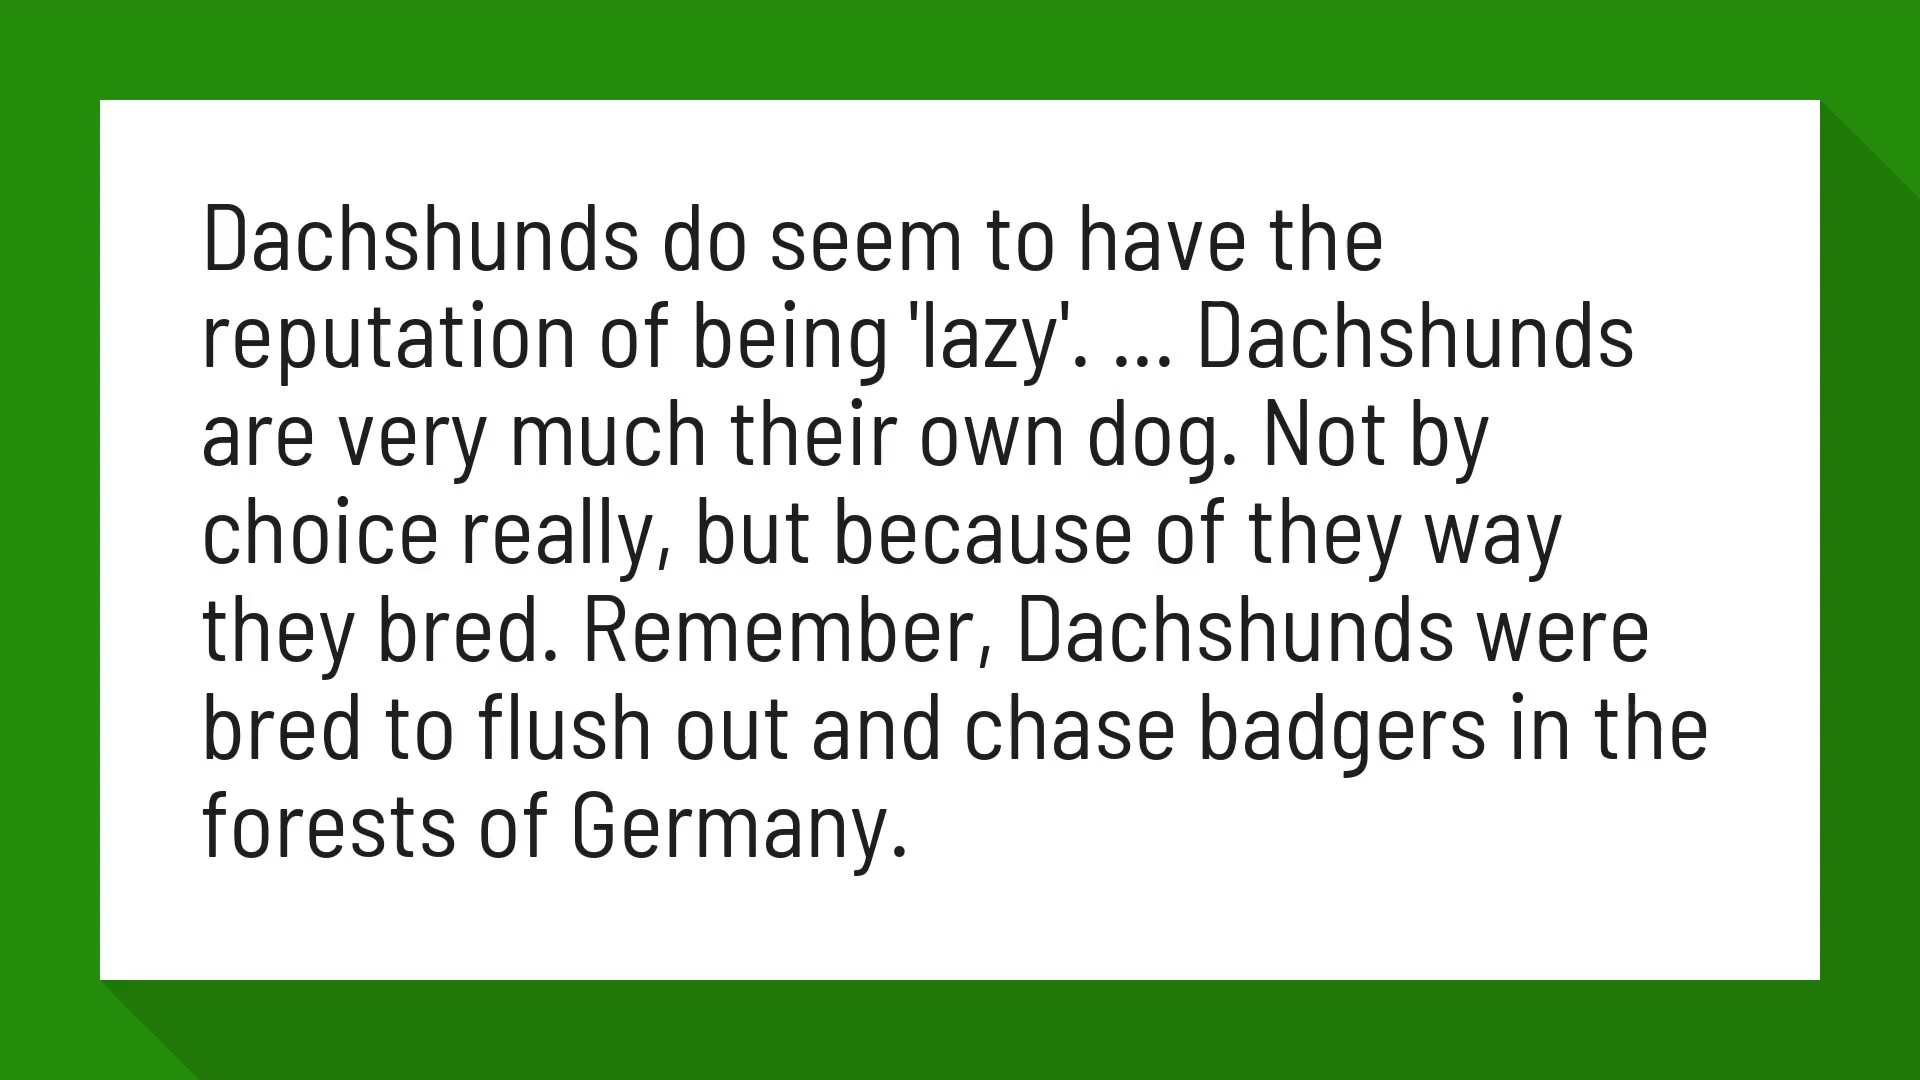 Dachshunds do seem to have the
reputation of being 'lazy'. ... Dachshunds
are very much their own dog. Not by
choice really, but because of they way
they bred. Remember, Dachshunds were
bred to flush out and chase badgers in the
forests of Germany.